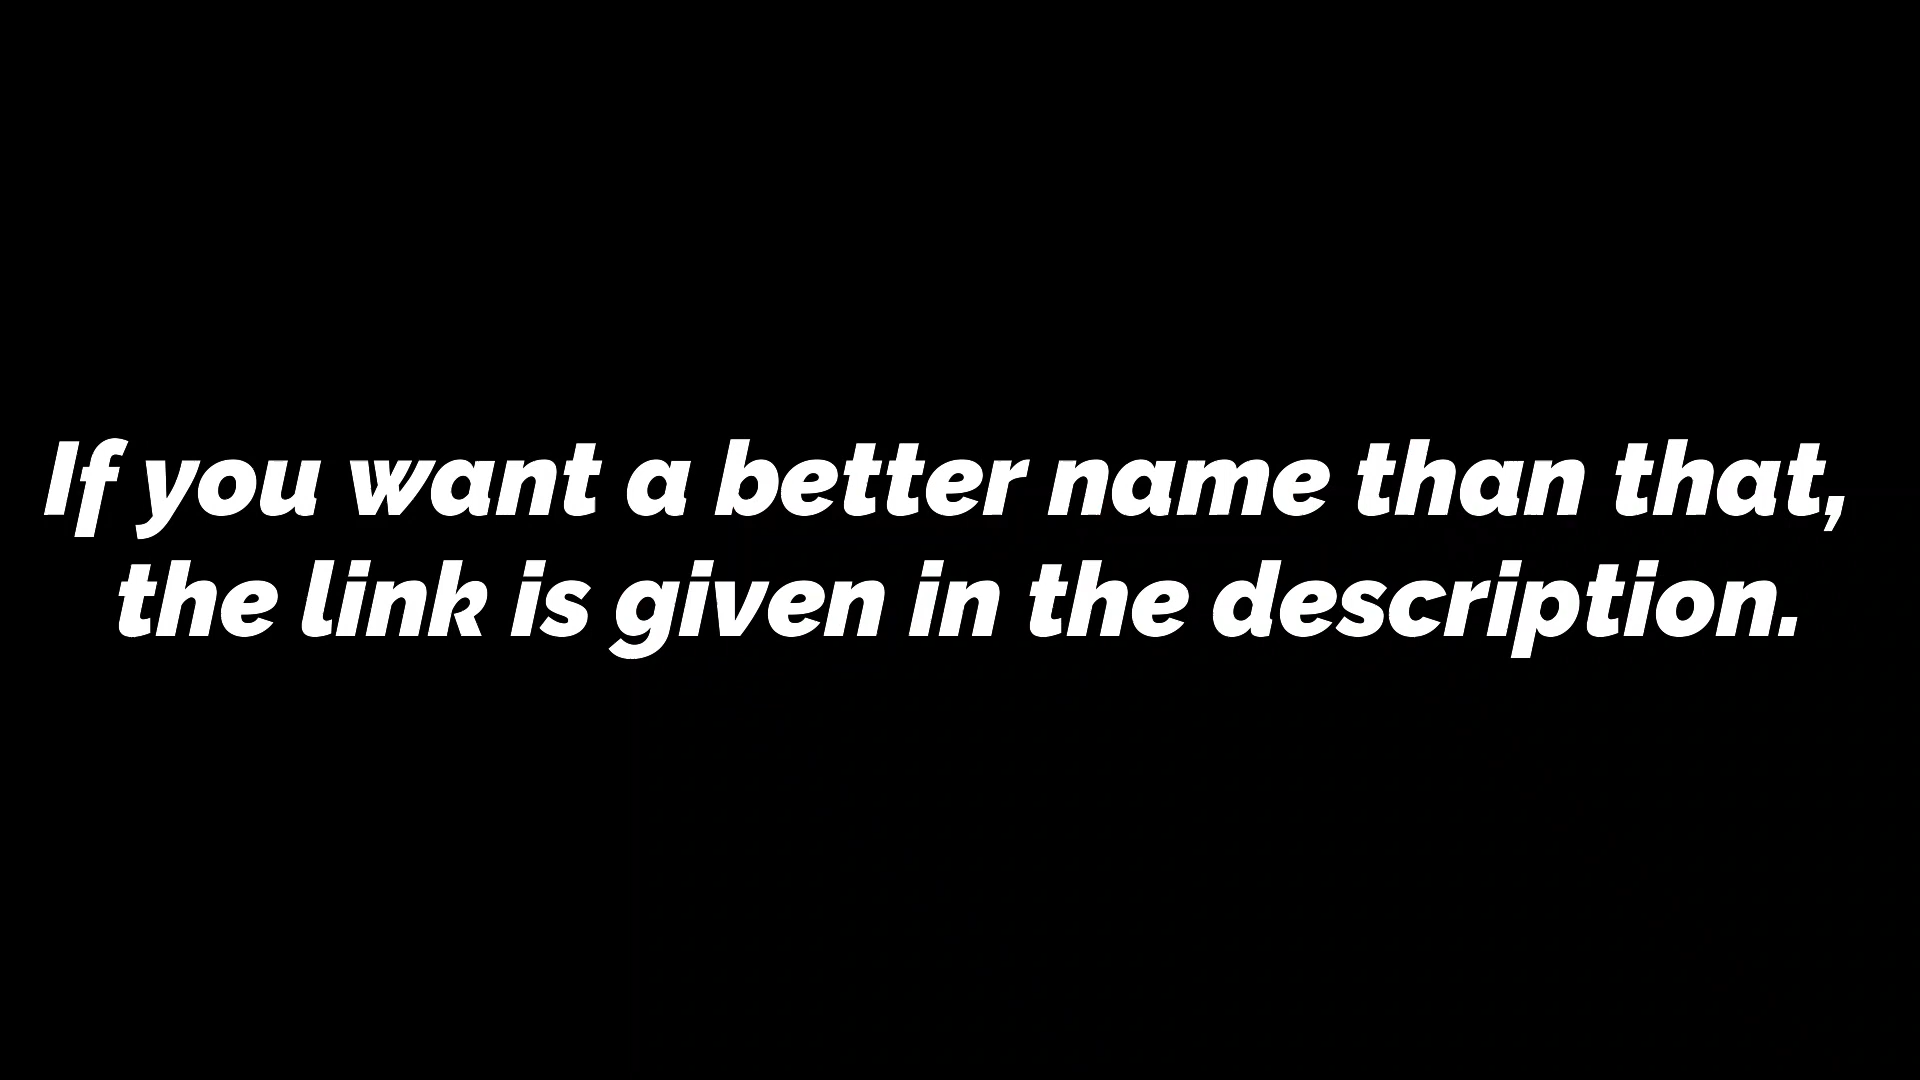 If you want a better name than that,
the link is given in the description.